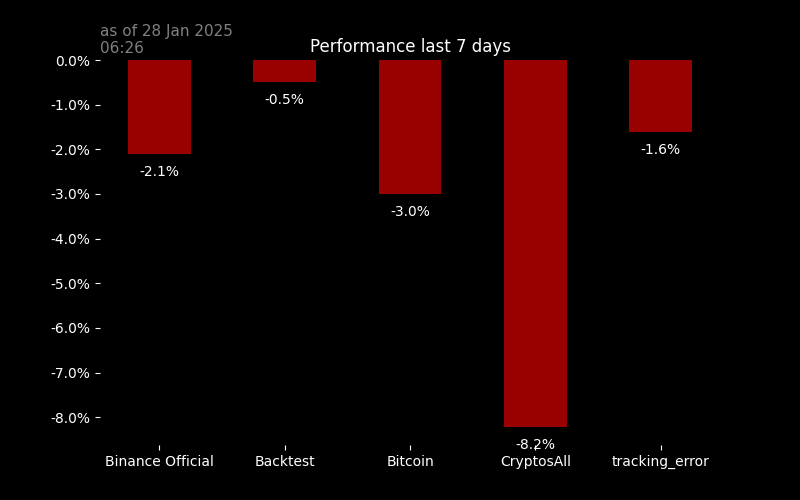 as of 28 Jan 2025
06:26
Performance last 7 days
0.0%
-1.0%
-2.0%
-3.0%
-4.0%
-5.0%
-6.0%
-7.0%
-8.0%
-2.1%
-0.5%
-3.0%
-8.2%
-1.6%
Binance Official
Backtest
Bitcoin
CryptosAll
tracking_error